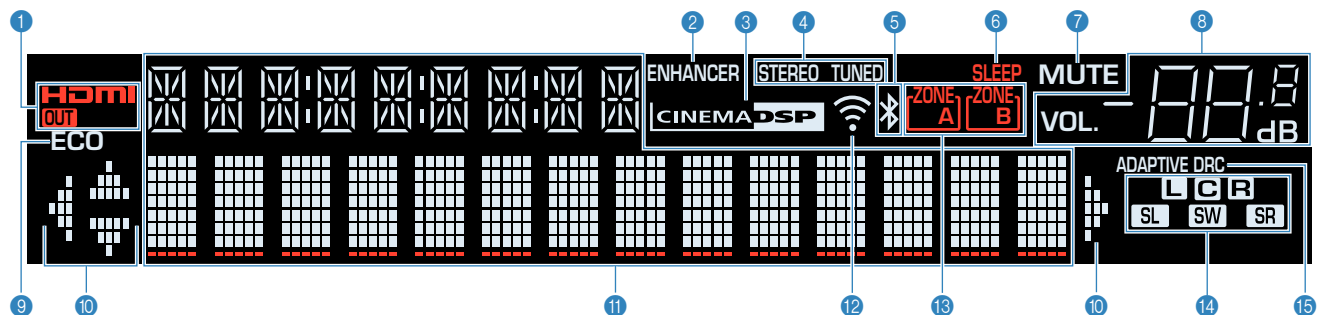 1 2 3 4 5 6 7 8
HDMI OUT
ENHANCER STEREO TUNED SLEEP MUTE
CINEMA DSP ZONE A ZONE B VOL. dB
ECO
ADAPTIVE DRC
L C R
SL SW SR
9 10 11 12 13 10 14 15